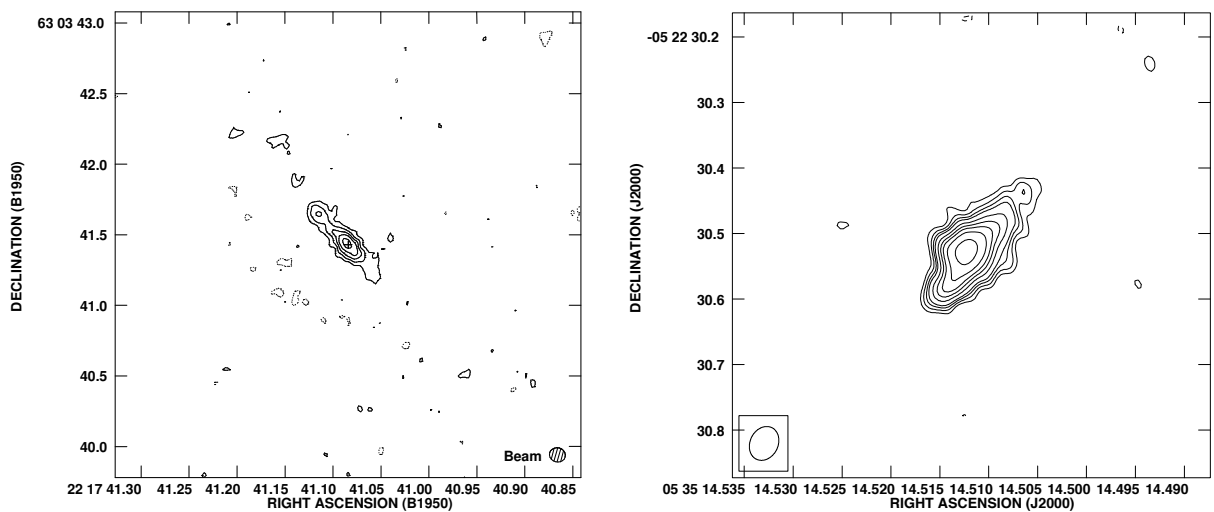 63 03 43.0
42.5
42.0
41.5
41.0
40.5
40.0
DECLINATION (B1950)
Beam
22 17 41.30 41.25 41.20 41.15 41.10 41.05 41.00 40.95 40.90 40.85
RIGHT ASCENSION (B1950)
-05 22 30.2
30.3
30.4
30.5
30.6
30.7
30.8
DECLINATION (J2000)
05 35 14.535 14.530 14.525 14.520 14.515 14.510 14.505 14.500 14.495 14.490
RIGHT ASCENSION (J2000)